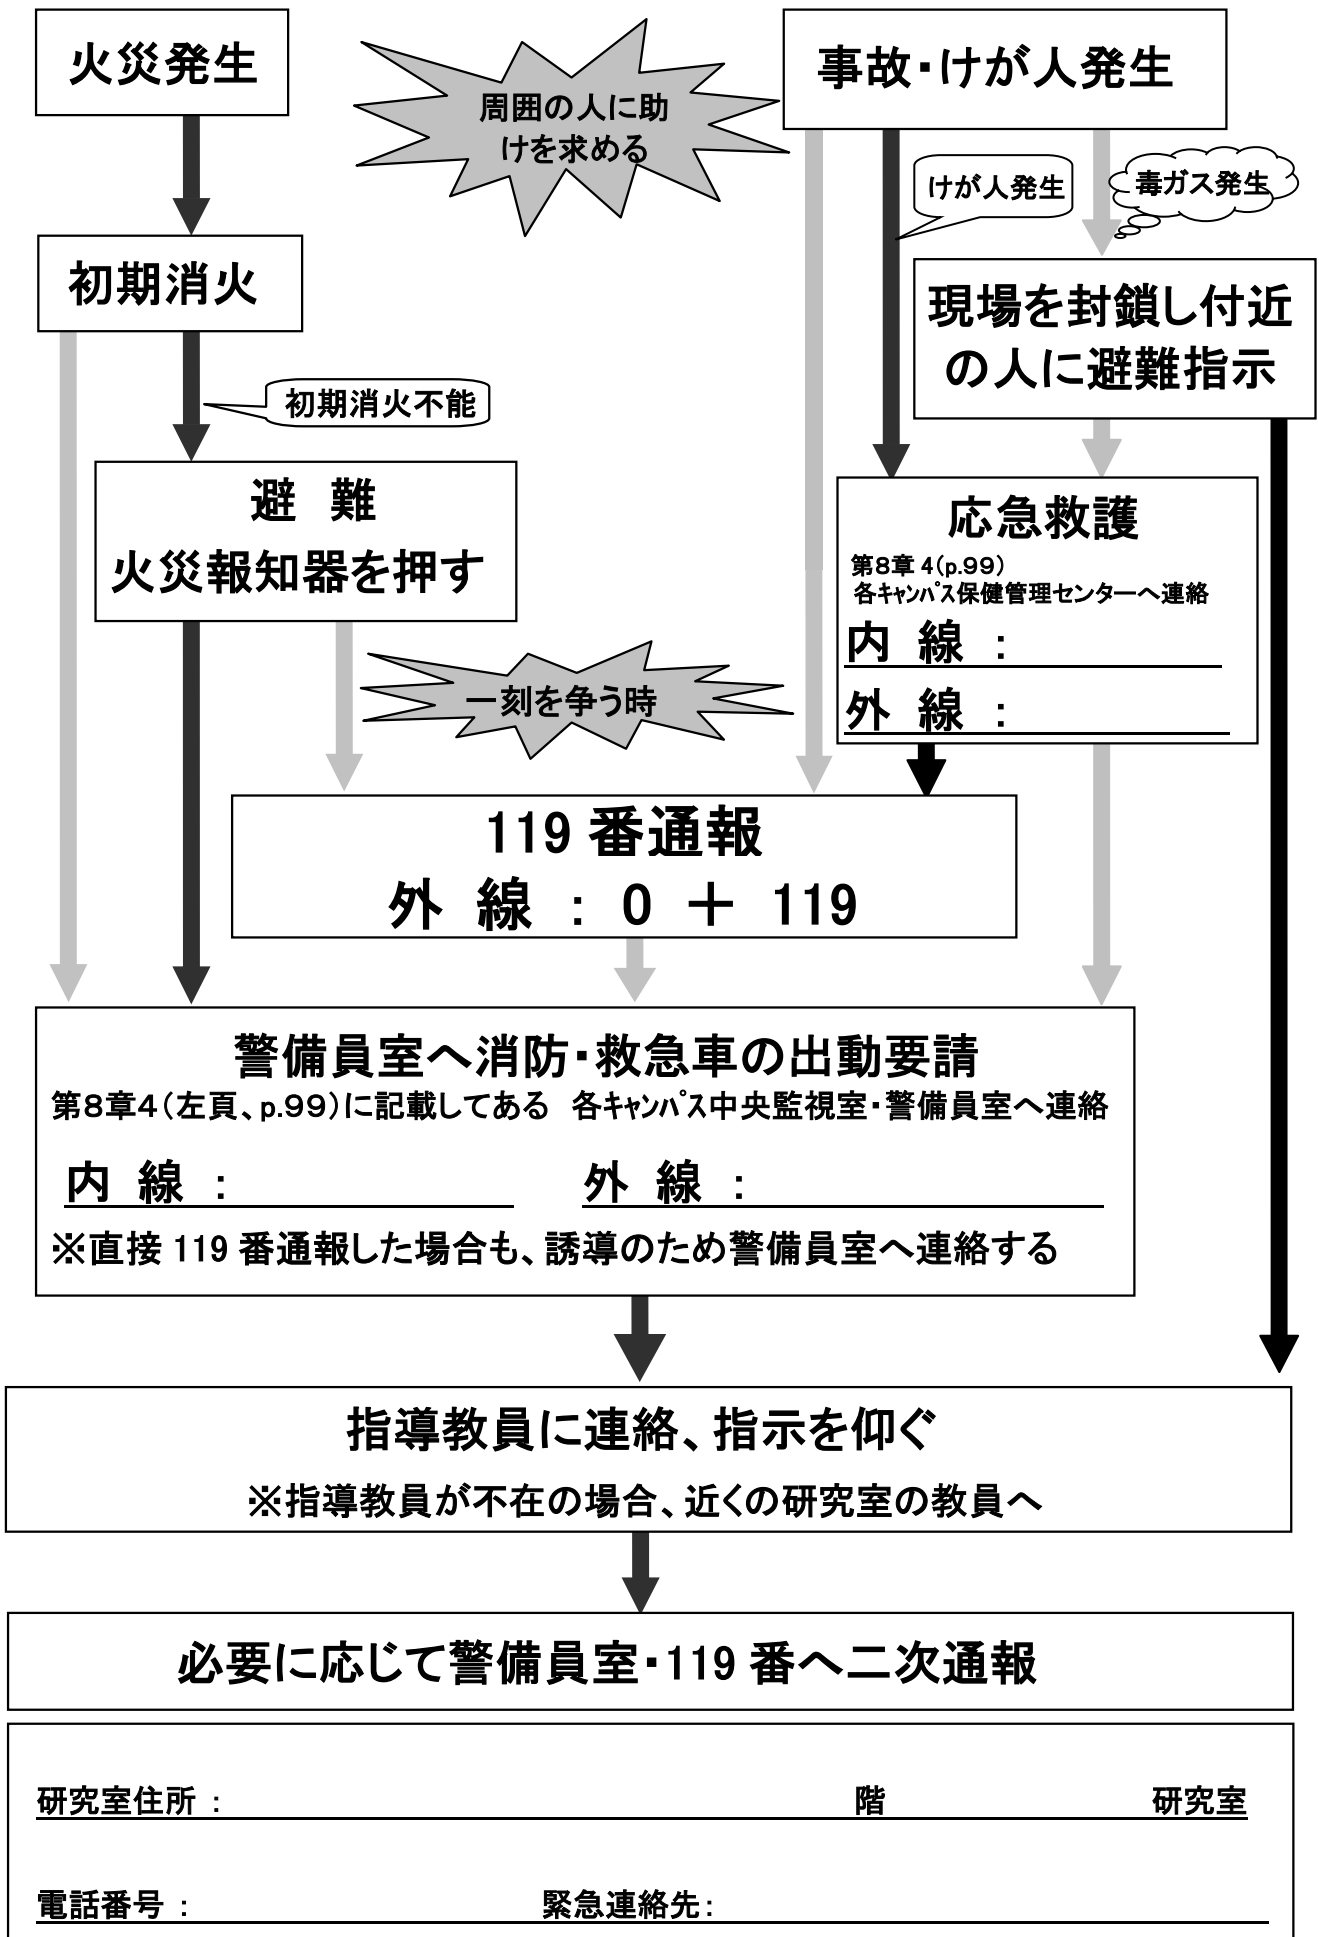 火災発生
周囲の人に助
けを求める
事故・けが人発生
けが人発生
毒ガス発生
初期消火
現場を封鎖し付近
の人に避難指示
初期消火不能
避 難
火災報知器を押す
応急救護
第8章 4(p.99)
各ｷｬﾝﾊﾟｽ保健管理センターへ連絡
内 線 :
外 線 :
一刻を争う時
119 番通報
外 線 : 0 + 119
警備員室へ消防・救急車の出動要請
第8章4(左頁、p.99)に記載してある 各ｷｬﾝﾊﾟｽ中央監視室・警備員室へ連絡
内 線 : 外 線 :
※直接 119 番通報した場合も、誘導のため警備員室へ連絡する
指導教員に連絡、指示を仰ぐ
※指導教員が不在の場合、近くの研究室の教員へ
必要に応じて警備員室・119 番へ二次通報
研究室住所 : 階 研究室
電話番号 : 緊急連絡先: